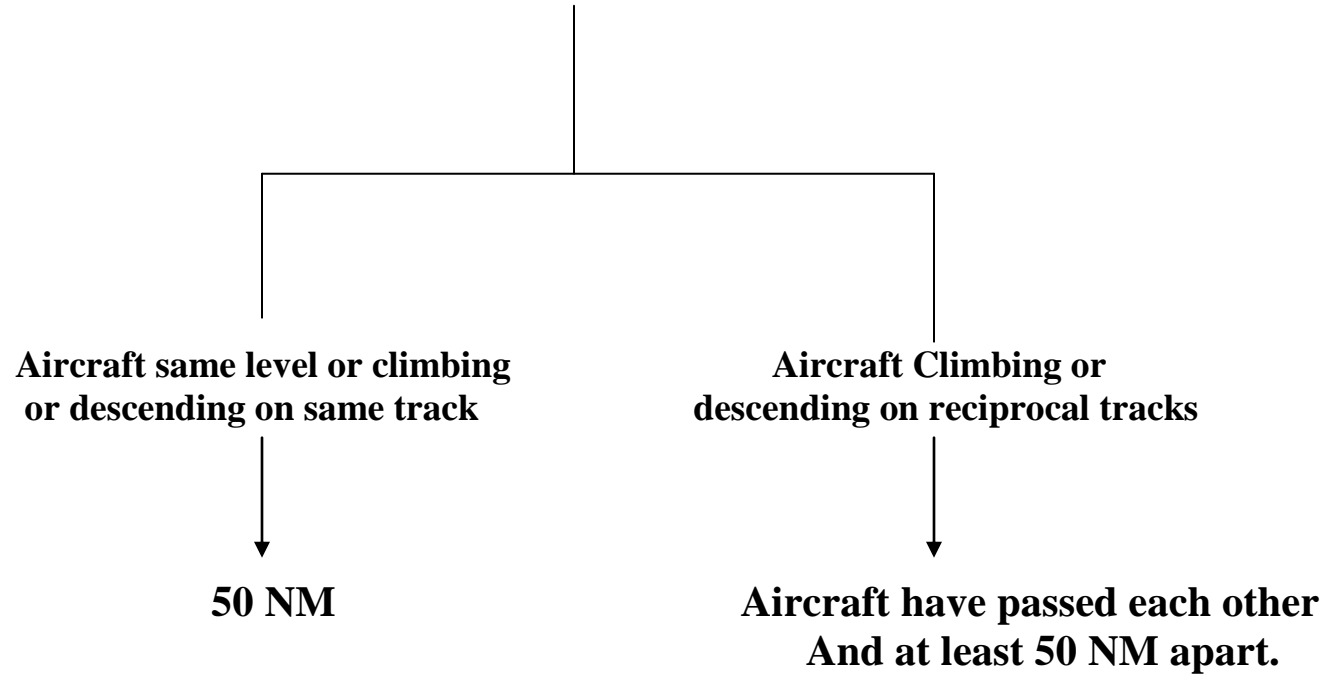 Aircraft same level or climbing
or descending on same track
Aircraft Climbing or
descending on reciprocal tracks
50 NM
Aircraft have passed each other
And at least 50 NM apart.